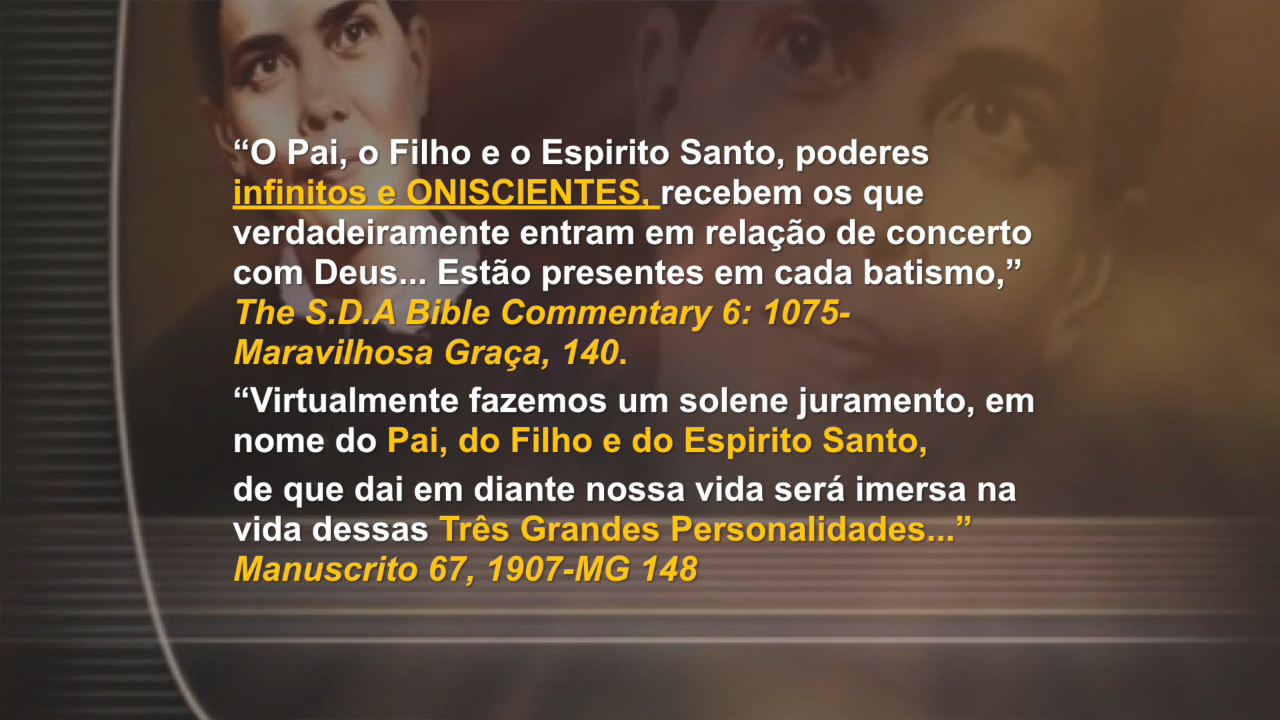 “O Pai, o Filho e o Espirito Santo, poderes
infinitos e ONISCIENTES, recebem os que
verdadeiramente entram em relação de concerto
com Deus... Estão presentes em cada batismo,”
The S.D.A Bible Commentary 6: 1075-
Maravilhosa Graça, 140.
“Virtualmente fazemos um solene juramento, em
nome do Pai, do Filho e do Espirito Santo,
de que dai em diante nossa vida será imersa na
vida dessas Três Grandes Personalidades...”
Manuscrito 67, 1907-MG 148